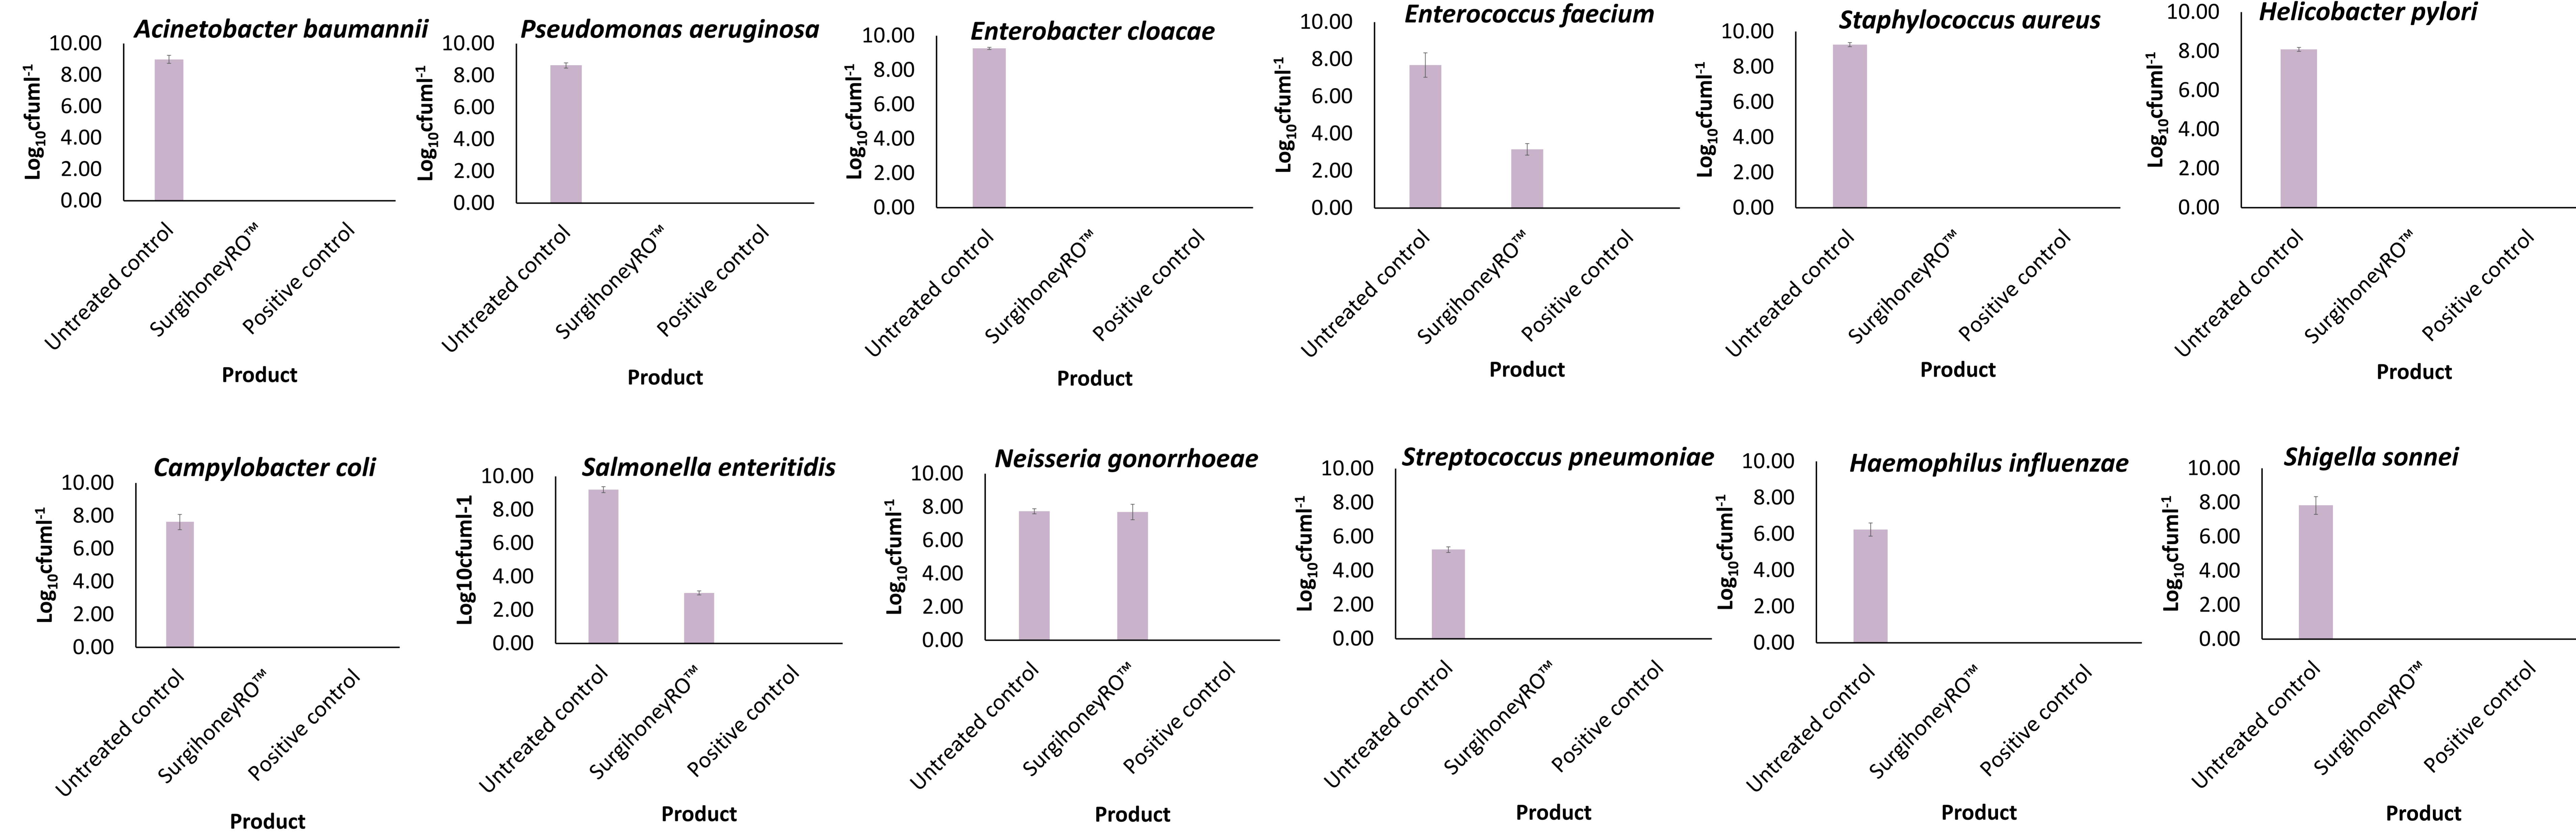 Acinetobacter baumannii
Log10cfuml-1
10.00
8.00
6.00
4.00
2.00
0.00
Untreated control
SurgihoneyRO™
Positive control
Product
Pseudomonas aeruginosa
Log10cfuml-1
10.00
8.00
6.00
4.00
2.00
0.00
Untreated control
SurgihoneyRO™
Positive control
Product
Enterobacter cloacae
Log10cfuml-1
10.00
8.00
6.00
4.00
2.00
0.00
Untreated control
SurgihoneyRO™
Positive control
Product
Enterococcus faecium
Log10cfuml-1
10.00
8.00
6.00
4.00
2.00
0.00
Untreated control
SurgihoneyRO™
Positive control
Product
Staphylococcus aureus
Log10cfuml-1
10.00
8.00
6.00
4.00
2.00
0.00
Untreated control
SurgihoneyRO™
Positive control
Product
Helicobacter pylori
Log10cfuml-1
10.00
8.00
6.00
4.00
2.00
0.00
Untreated control
SurgihoneyRO™
Positive control
Product
Campylobacter coli
Log10cfuml-1
10.00
8.00
6.00
4.00
2.00
0.00
Untreated control
SurgihoneyRO™
Positive control
Product
Salmonella enteritidis
Log10cfuml-1
10.00
8.00
6.00
4.00
2.00
0.00
Untreated control
SurgihoneyRO™
Positive control
Product
Neisseria gonorrhoeae
Log10cfuml-1
10.00
8.00
6.00
4.00
2.00
0.00
Untreated control
SurgihoneyRO™
Positive control
Product
Streptococcus pneumoniae
Log10cfuml-1
10.00
8.00
6.00
4.00
2.00
0.00
Untreated control
SurgihoneyRO™
Positive control
Product
Haemophilus influenzae
Log10cfuml-1
10.00
8.00
6.00
4.00
2.00
0.00
Untreated control
SurgihoneyRO™
Positive control
Product
Shigella sonnei
Log10cfuml-1
10.00
8.00
6.00
4.00
2.00
0.00
Untreated control
SurgihoneyRO™
Positive control
Product